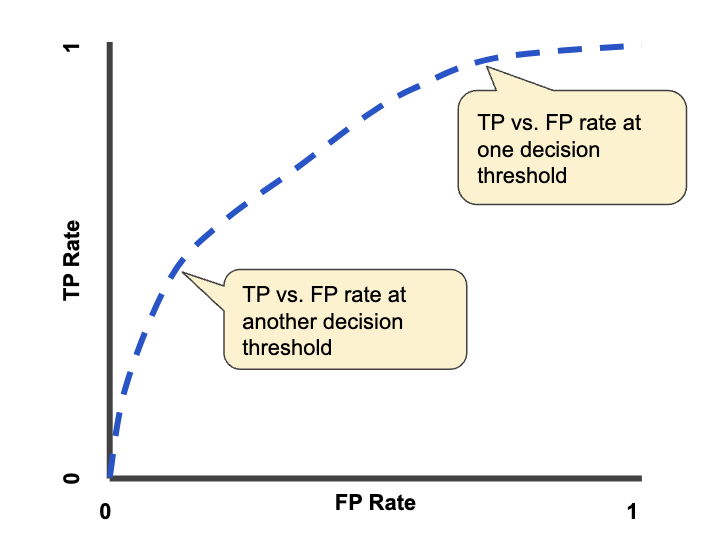 1
TP vs. FP rate at
one decision
threshold
TP Rate
TP vs. FP rate at
another decision
threshold
0
0
FP Rate
1